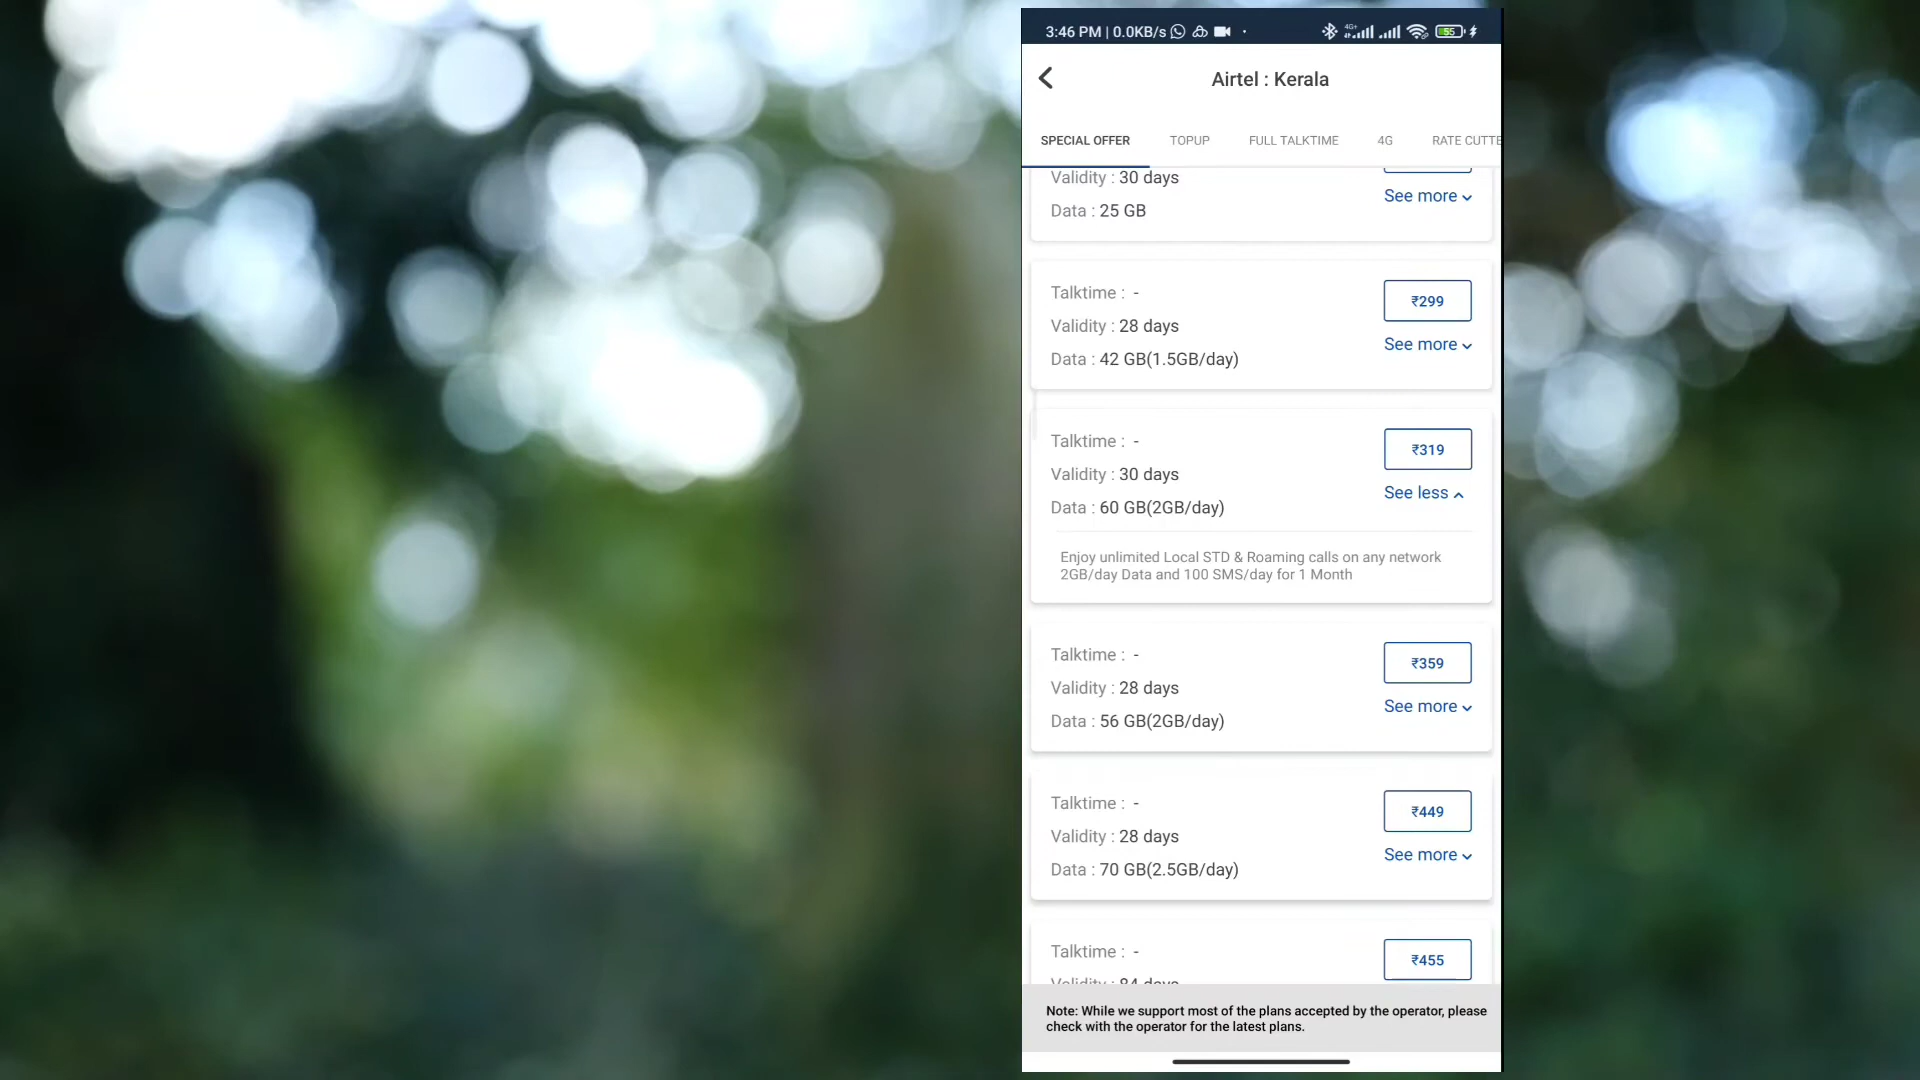 3:46 PM | 0.0KB/s
4G+
55
Airtel : Kerala
SPECIAL OFFER
TOPUP
FULL TALKTIME
4G
RATE CUTTE
Validity : 30 days
See more
Data : 25 GB
Talktime : -
₹299
Validity : 28 days
See more
Data : 42 GB(1.5GB/day)
Talktime : -
₹319
Validity : 30 days
See less
Data : 60 GB(2GB/day)
Enjoy unlimited Local STD & Roaming calls on any network
2GB/day Data and 100 SMS/day for 1 Month
Talktime : -
₹359
Validity : 28 days
See more
Data : 56 GB(2GB/day)
Talktime : -
₹449
Validity : 28 days
See more
Data : 70 GB(2.5GB/day)
Talktime : -
₹455
Validity : 84 days
Note: While we support most of the plans accepted by the operator, please
check with the operator for the latest plans.